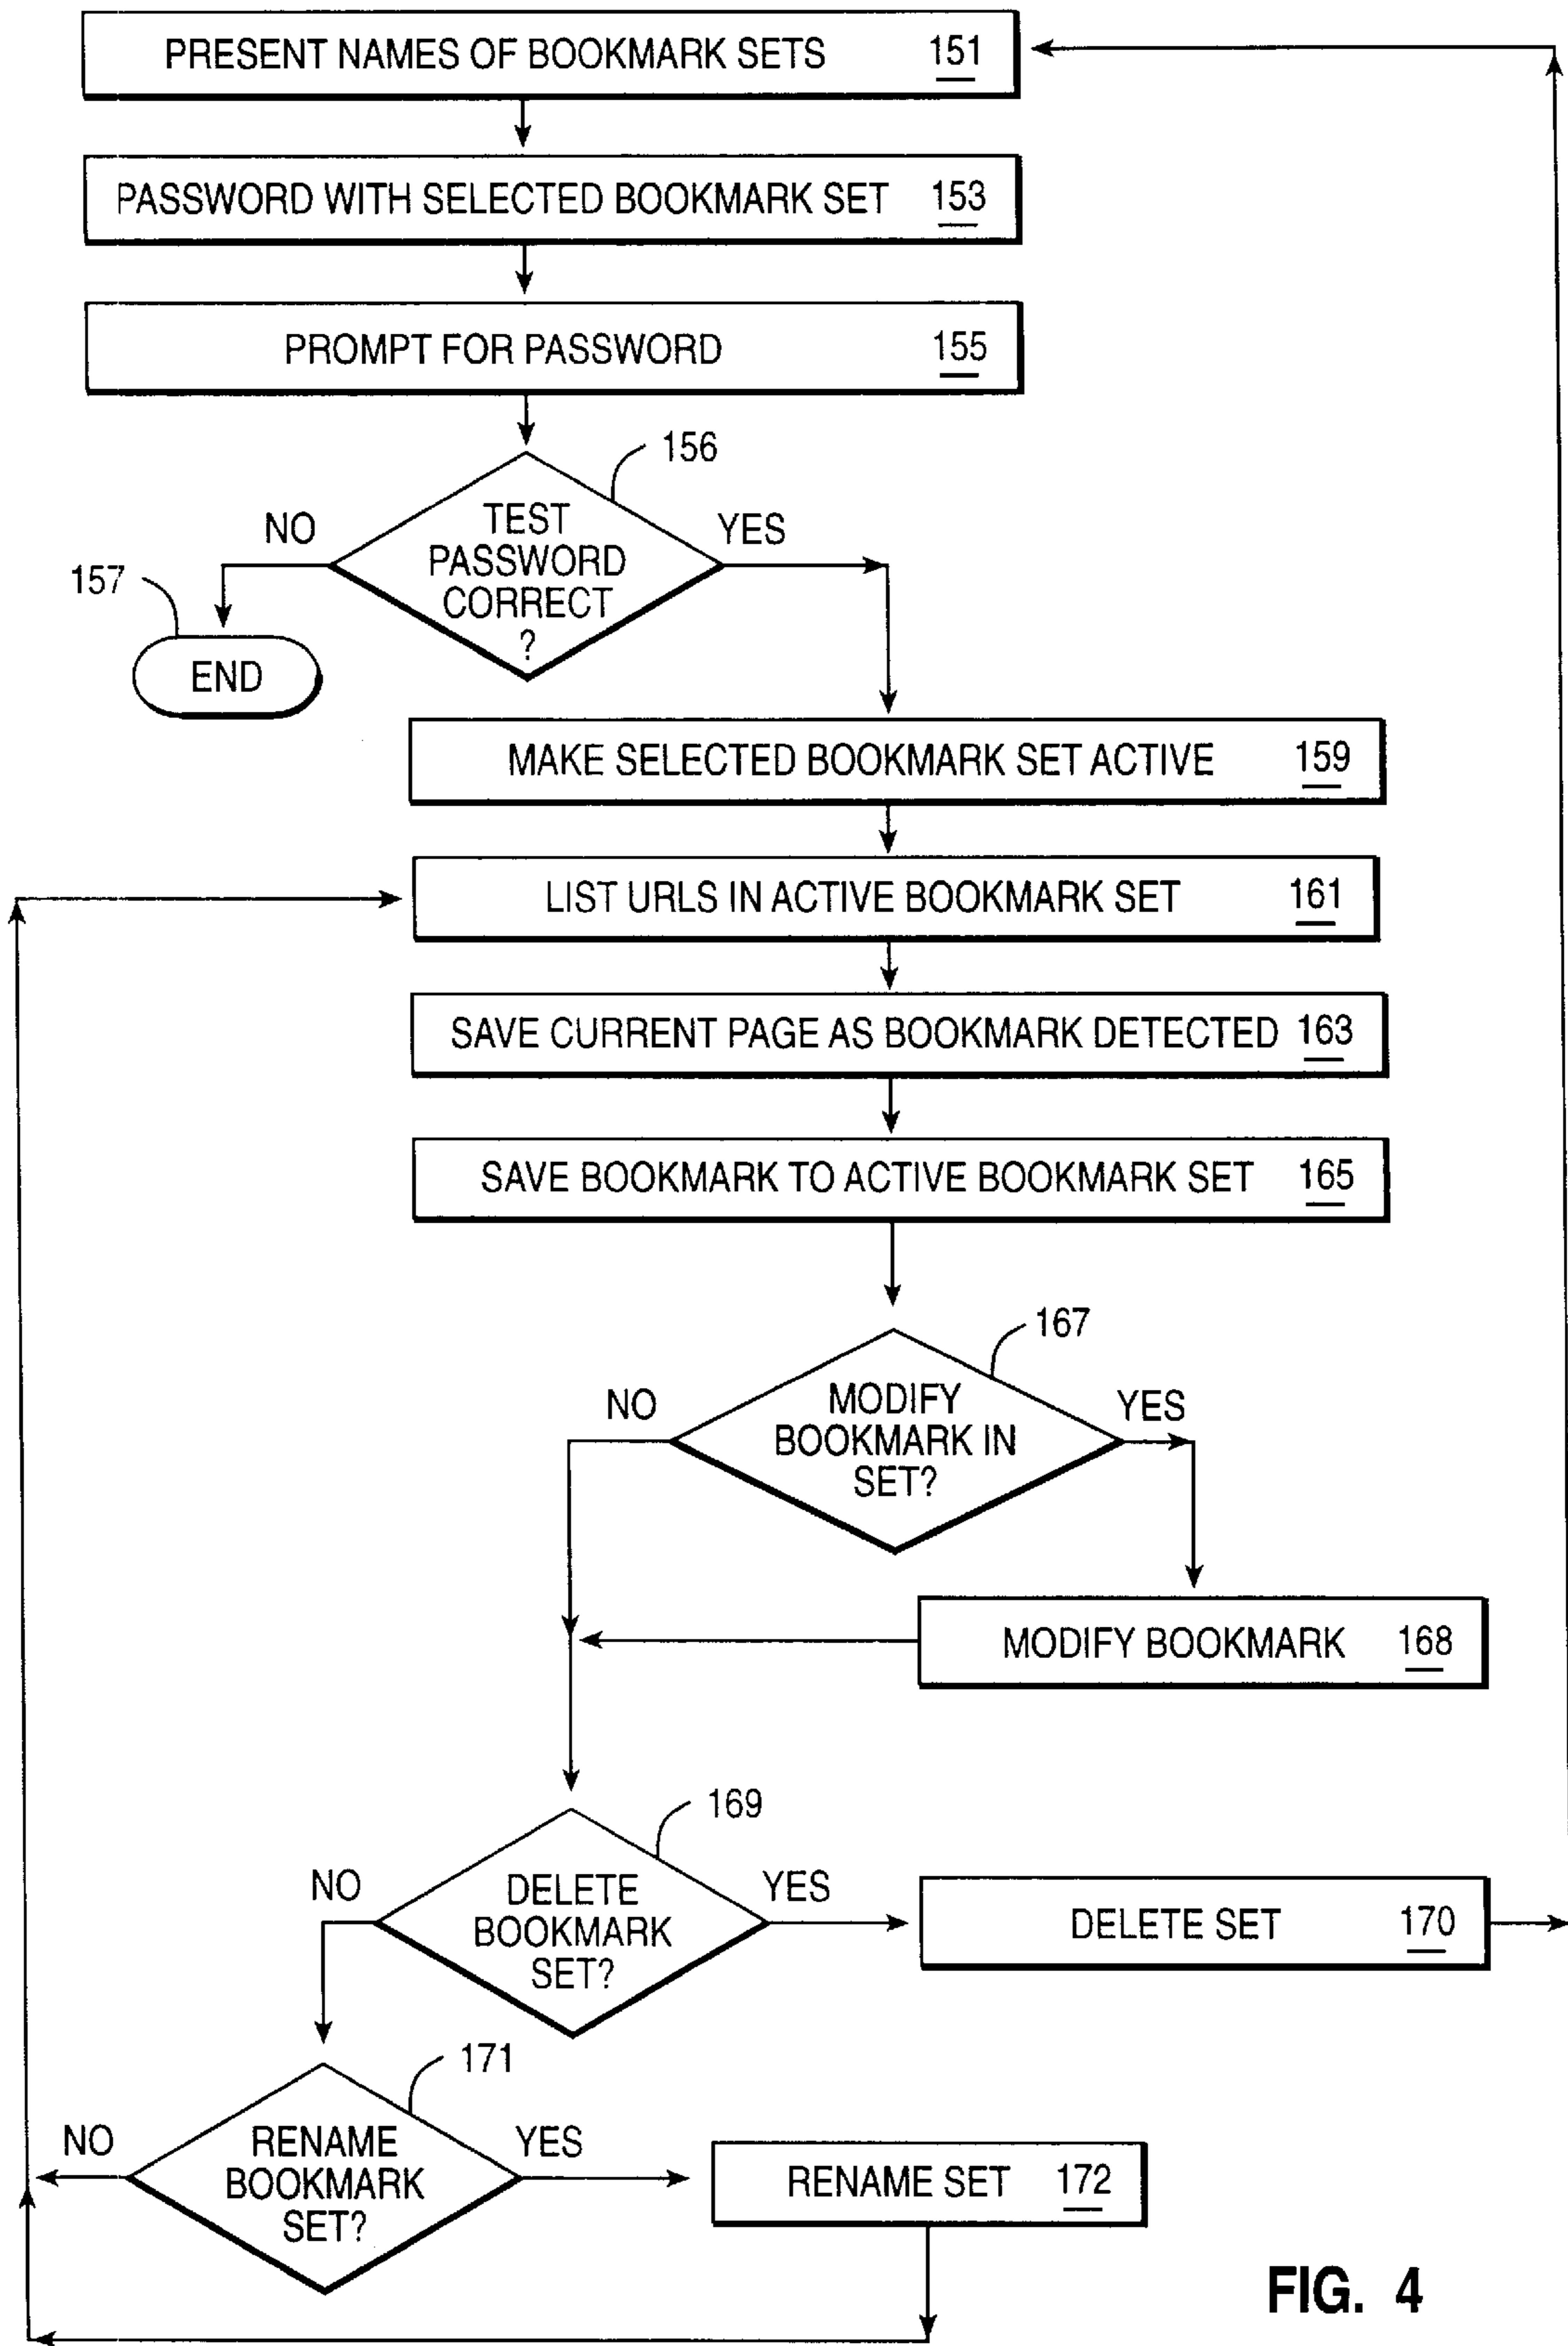 PRESENT NAMES OF BOOKMARK SETS 151
PASSWORD WITH SELECTED BOOKMARK SET 153
PROMPT FOR PASSWORD 155
156
NO
TEST
PASSWORD
CORRECT
?
YES
157
END
MAKE SELECTED BOOKMARK SET ACTIVE 159
LIST URLS IN ACTIVE BOOKMARK SET 161
SAVE CURRENT PAGE AS BOOKMARK DETECTED 163
SAVE BOOKMARK TO ACTIVE BOOKMARK SET 165
167
NO
MODIFY
BOOKMARK IN
SET?
YES
MODIFY BOOKMARK 168
169
NO
DELETE
BOOKMARK
SET?
YES
DELETE SET 170
171
NO
RENAME
BOOKMARK
SET?
YES
RENAME SET 172
FIG. 4